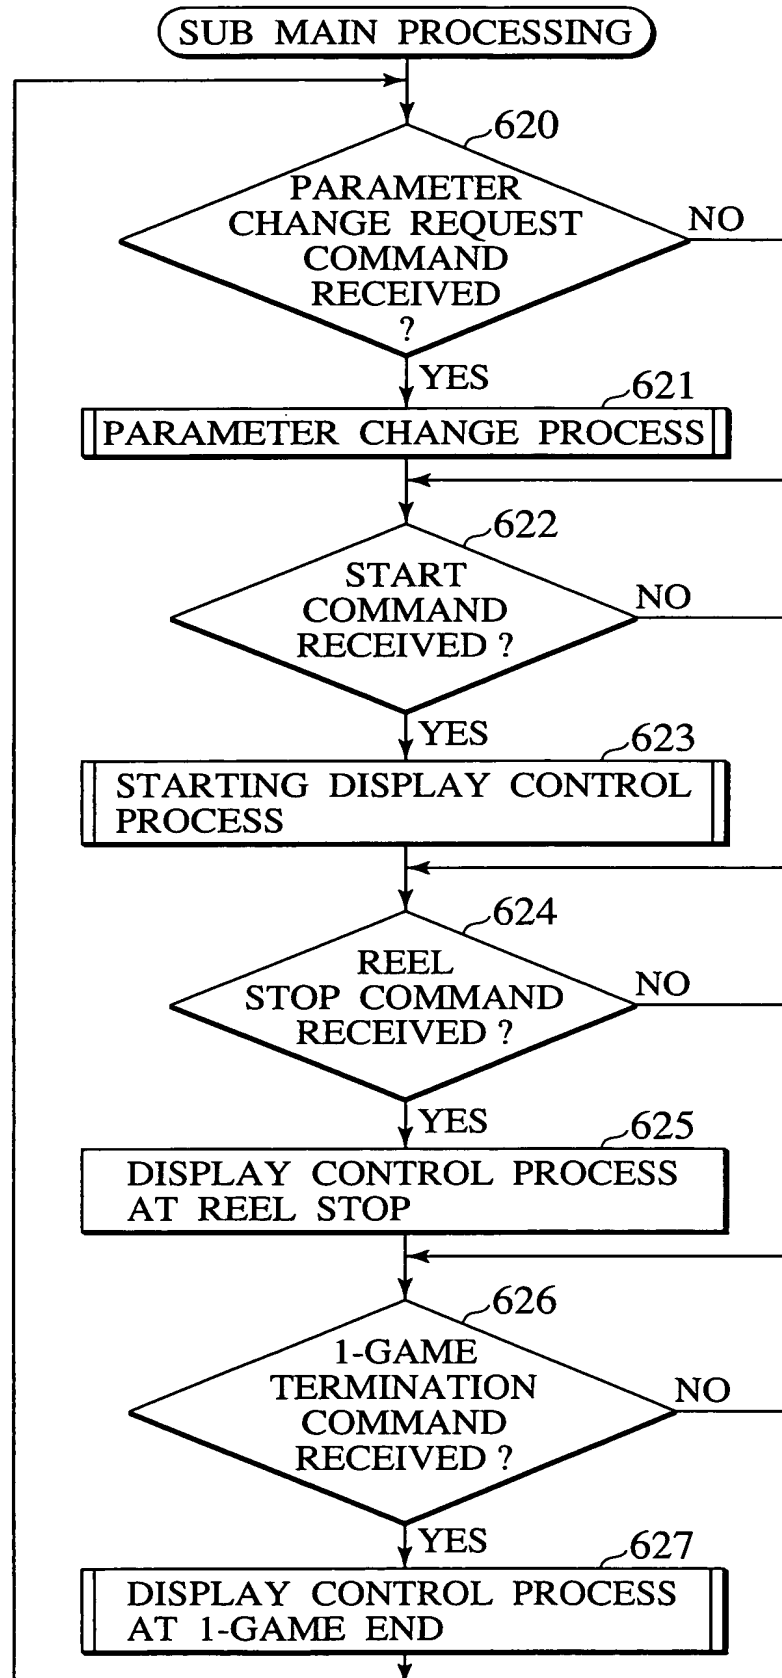 SUB MAIN PROCESSING
620
PARAMETER
CHANGE REQUEST
COMMAND
RECEIVED
?
NO
YES
621
PARAMETER CHANGE PROCESS
622
START
COMMAND
RECEIVED ?
NO
YES
623
STARTING DISPLAY CONTROL
PROCESS
624
REEL
STOP COMMAND
RECEIVED ?
NO
YES
625
DISPLAY CONTROL PROCESS
AT REEL STOP
626
1-GAME
TERMINATION
COMMAND
RECEIVED ?
NO
YES
627
DISPLAY CONTROL PROCESS
AT 1-GAME END